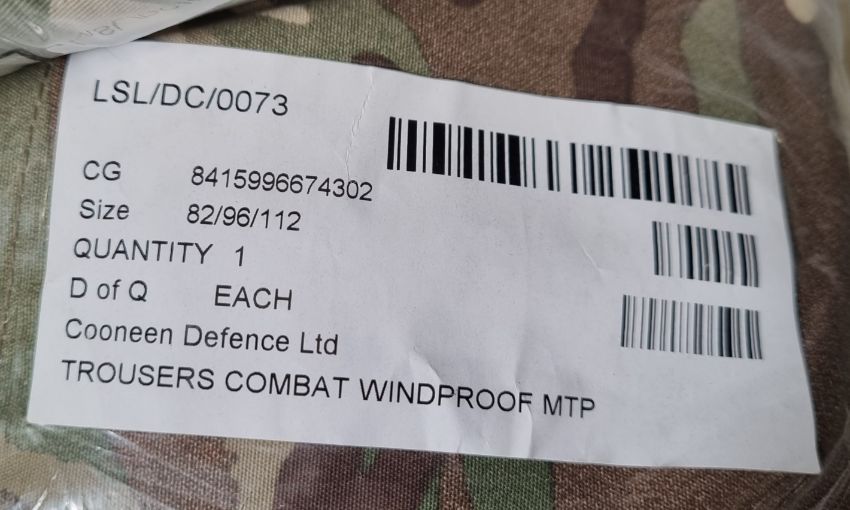 LSL/DC/0073
CG 8415996674302
Size 82/96/112
QUANTITY 1
D of Q EACH
Cooneen Defence Ltd
TROUSERS COMBAT WINDPROOF MTP